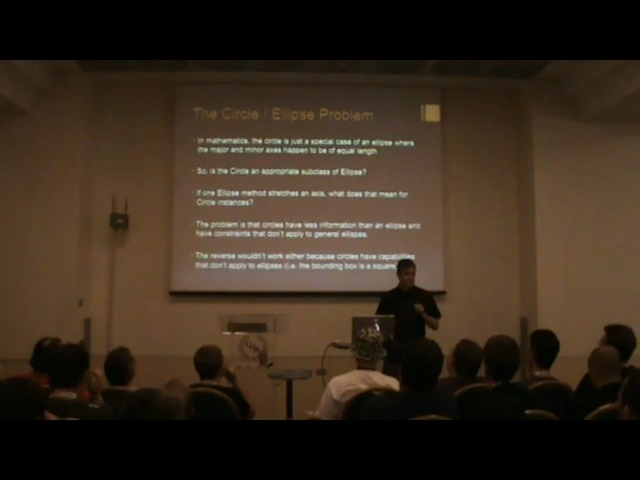 The Circle / Ellipse Problem
In mathematics, the circle is just a special case of an ellipse where
the major and minor axes happen to be of equal length
So, is the Circle an appropriate subclass of Ellipse?
If one Ellipse method stretches an axis, what does that mean for
Circle instances?
The problem is that circles have less information than an ellipse and
have constraints that don't apply to general ellispes.
The reverse wouldn't work either because circles have capabilities
that don't apply to ellipses (i.e. the bounding box is a square